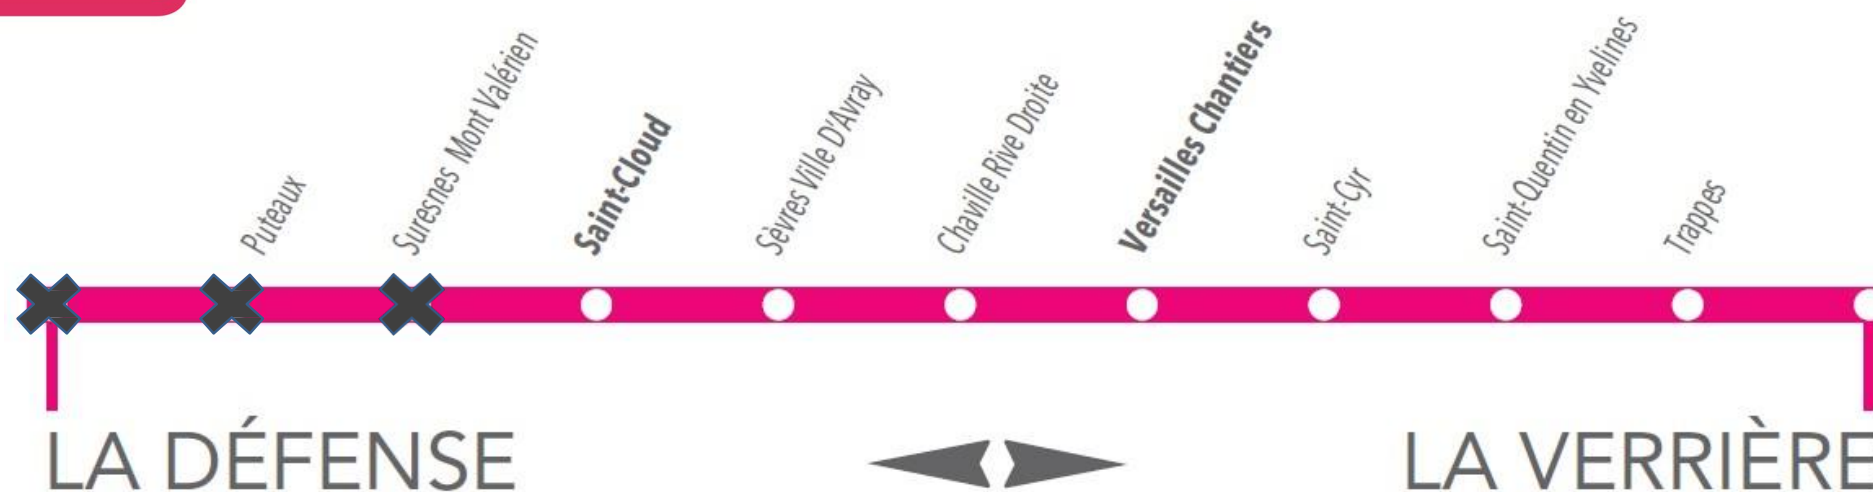 Puteaux
Suresnes Mont Valérien
Saint-Cloud
Sèvres Ville D'Avray
Chaville Rive Droite
Versailles Chantiers
Saint-Cyr
Saint-Quentin en Yvelines
Trappes
LA DÉFENSE
LA VERRIÈRE